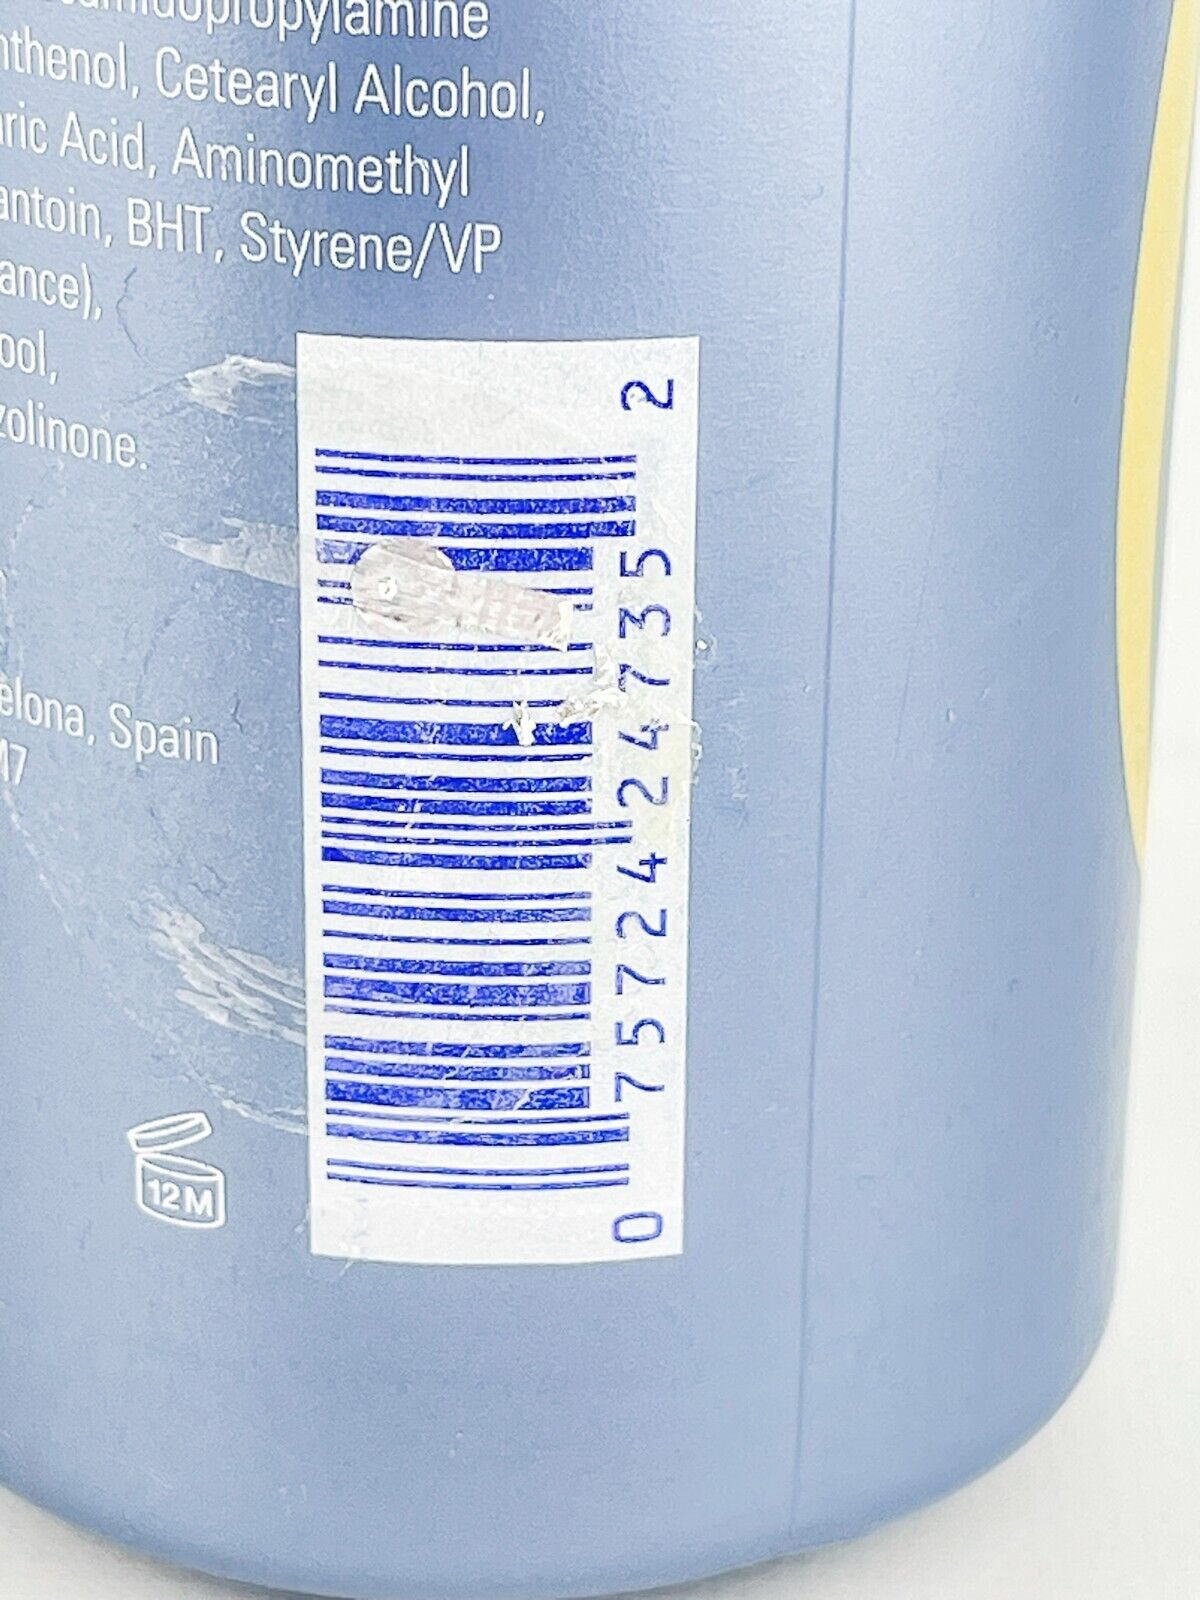 amidopropylamine
nthenol, Cetearyl Alcohol,
ric Acid, Aminomethyl
antoin, BHT, Styrene/VP
ance),
ool,
zolinone.
elona, Spain
M7
12M
0 75724 24735 2